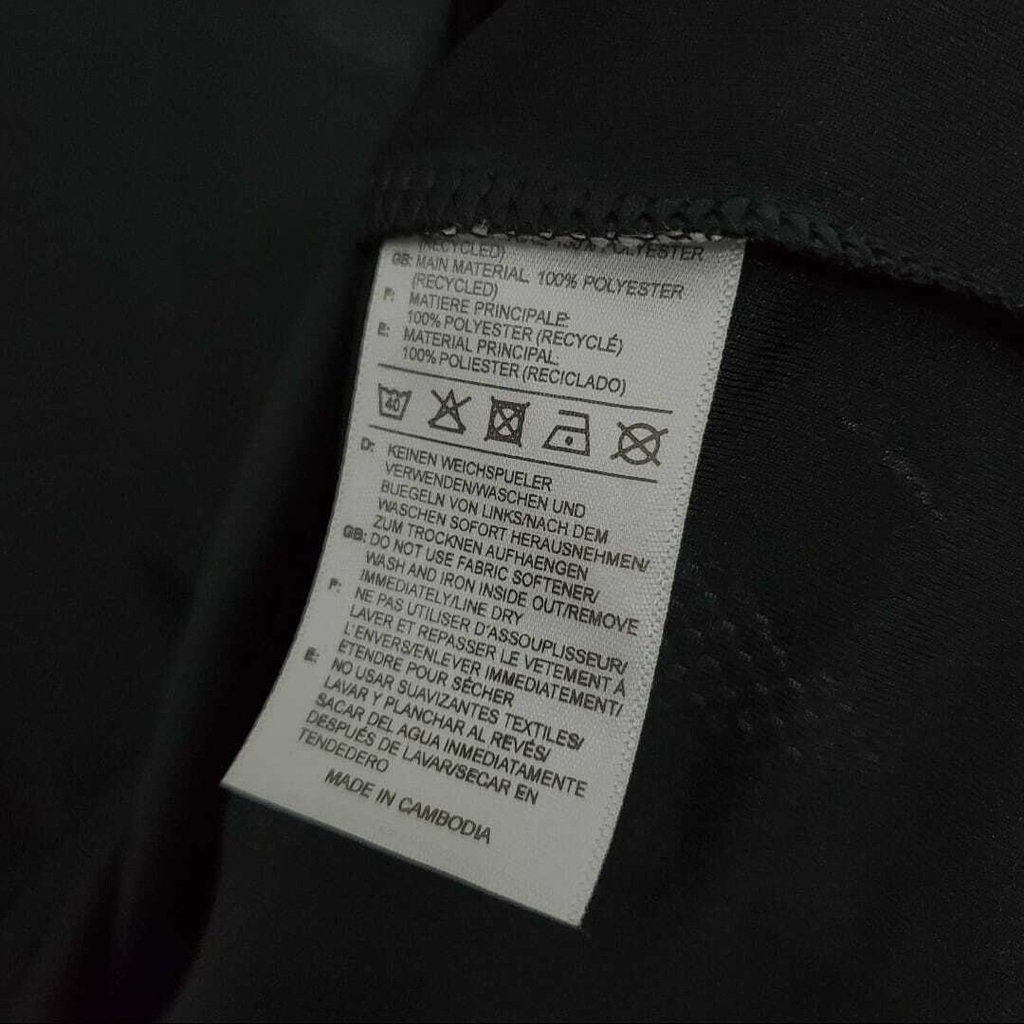 (RECYCLED)
POLYESTER
GB: MAIN MATERIAL. 100% POLYESTER
(RECYCLED)
F: MATIERE PRINCIPALE:
100% POLYESTER (RECYCLÉ)
E: MATERIAL PRINCIPAL:
100% POLIESTER (RECICLADO)
40
D: KEINEN WEICHSPUELER
VERWENDEN/WASCHEN UND
BUEGELN VON LINKS/NACH DEM
WASCHEN SOFORT HERAUSNEHMEN/
ZUM TROCKNEN AUFHAENGEN
GB: DO NOT USE FABRIC SOFTENER/
WASH AND IRON INSIDE OUT/REMOVE
IMMEDIATELY/LINE DRY
F: NE PAS UTILISER D'ASSOUPLISSEUR/
LAVER ET REPASSER LE VETEMENT À
L'ENVERS/ENLEVER IMMEDIATEMENT/
ÉTENDRE POUR SÉCHER
E: NO USAR SUAVIZANTES TEXTILES/
LAVAR Y PLANCHAR AL REVÉS/
SACAR DEL AGUA INMEDIATAMENTE
DESPUÉS DE LAVAR/SECAR EN
TENDEDERO
MADE IN CAMBODIA